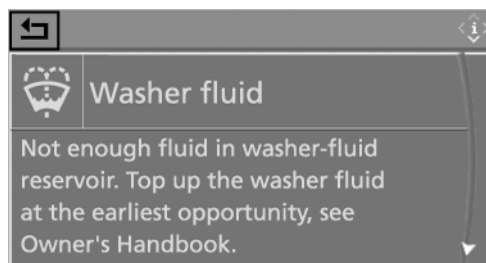 Washer fluid
Not enough fluid in washer-fluid
reservoir. Top up the washer fluid
at the earliest opportunity, see
Owner's Handbook.